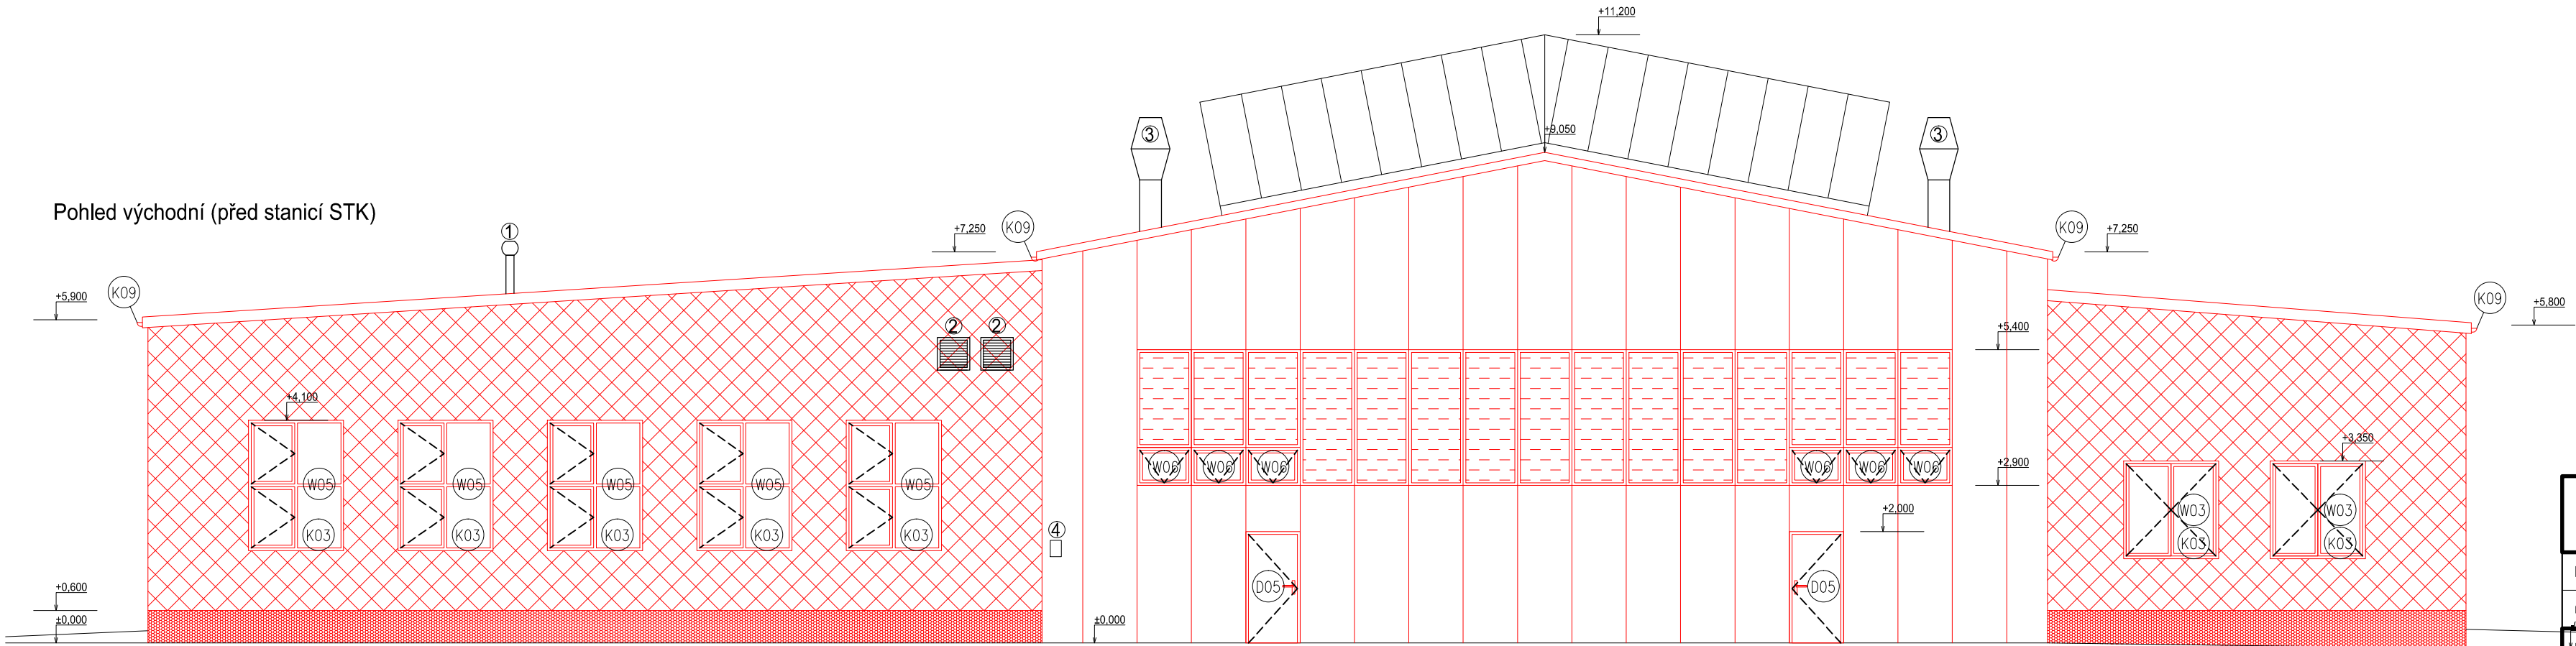 +11,200
+9,050
③
③
Pohled východní (před stanicí STK)
①
+7,250
K09
K09
+7,250
+5,900
K09
K09
+5,800
②
②
+5,400
+4,100
+3,350
W05
W05
W05
W05
W05
W06
W06
W06
W06
W06
W06
+2,900
K03
K03
K03
K03
K03
④
+2,000
W03
W03
K03
K03
D05
D05
+0,600
±0,000
±0,000